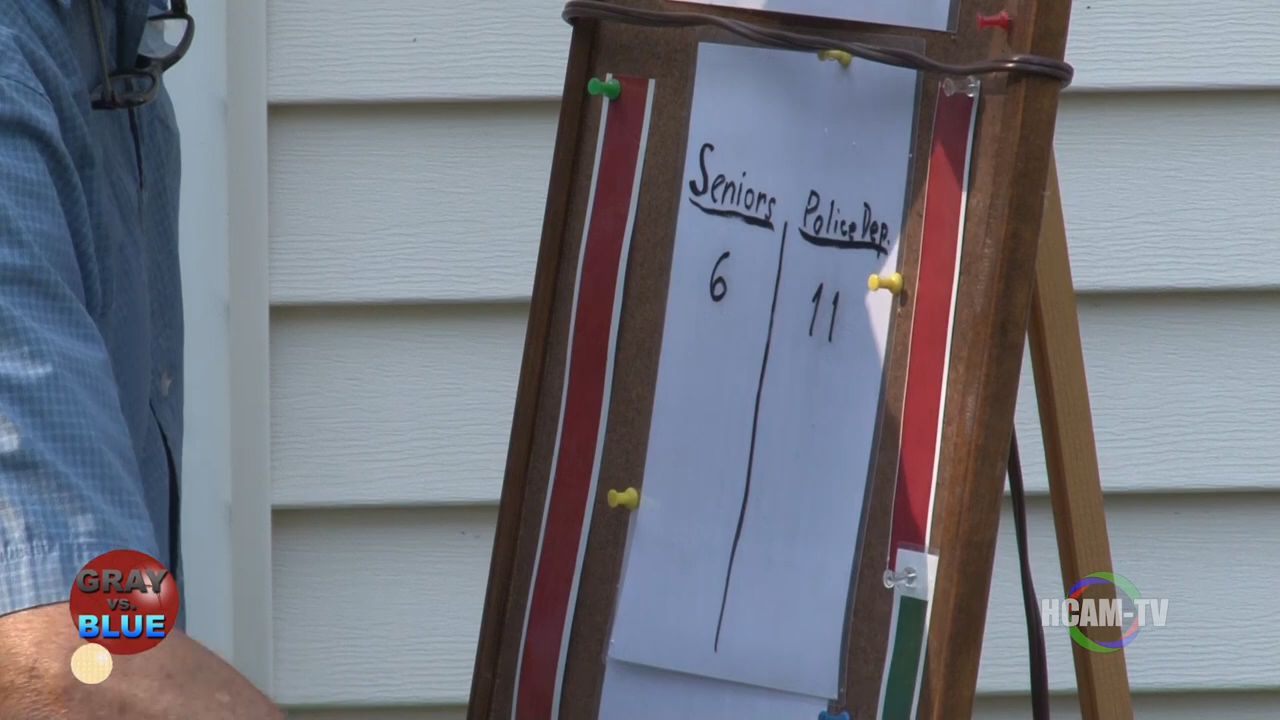 Seniors
Police Dep.
6
11
GRAY
vs.
BLUE
HCAM-TV